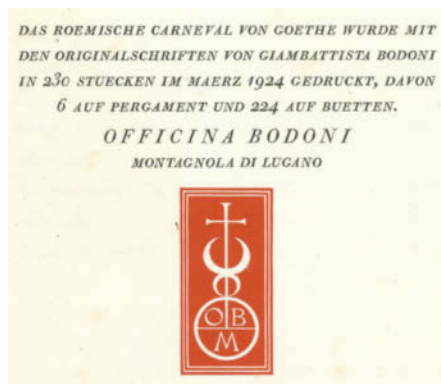 DAS ROEMISCHE CARNEVAL VON GOETHE WURDE MIT
DEN ORIGINALSCHRIFTEN VON GIAMBATTISTA BODONI
IN 230 STUECKEN IM MAERZ 1924 GEDRUCKT, DAVON
6 AUF PERGAMENT UND 224 AUF BUETTEN.
OFFICINA BODONI
MONTAGNOLA DI LUGANO
O B
M